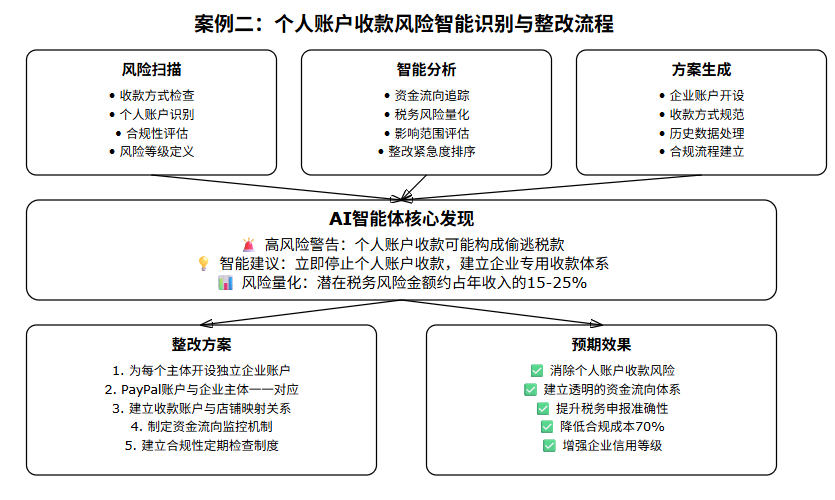 案例二：个人账户收款风险智能识别与整改流程
风险扫描
• 收款方式检查
• 个人账户识别
• 合规性评估
• 风险等级定义
智能分析
• 资金流向追踪
• 税务风险量化
• 影响范围评估
• 整改紧急度排序
方案生成
• 企业账户开设
• 收款方式规范
• 历史数据处理
• 合规流程建立
AI智能体核心发现
🚨 高风险警告：个人账户收款可能构成偷逃税款
💡 智能建议：立即停止个人账户收款，建立企业专用收款体系
📊 风险量化：潜在税务风险金额约占年收入的15-25%
整改方案
1. 为每个主体开设独立企业账户
2. PayPal账户与企业主体一一对应
3. 建立收款账户与店铺映射关系
4. 制定资金流向监控机制
5. 建立合规性定期检查制度
预期效果
✅ 消除个人账户收款风险
✅ 建立透明的资金流向体系
✅ 提升税务申报准确性
✅ 降低合规成本70%
✅ 增强企业信用等级